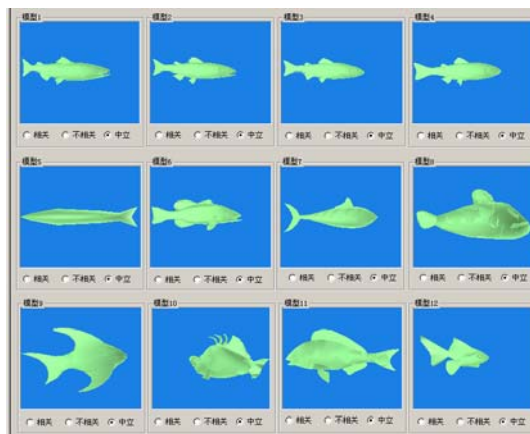 模型1 模型2 模型3 模型4
相关 不相关 中立 相关 不相关 中立 相关 不相关 中立 相关 不相关 中立
模型5 模型6 模型7 模型8
相关 不相关 中立 相关 不相关 中立 相关 不相关 中立 相关 不相关 中立
模型9 模型10 模型11 模型12
相关 不相关 中立 相关 不相关 中立 相关 不相关 中立 相关 不相关 中立